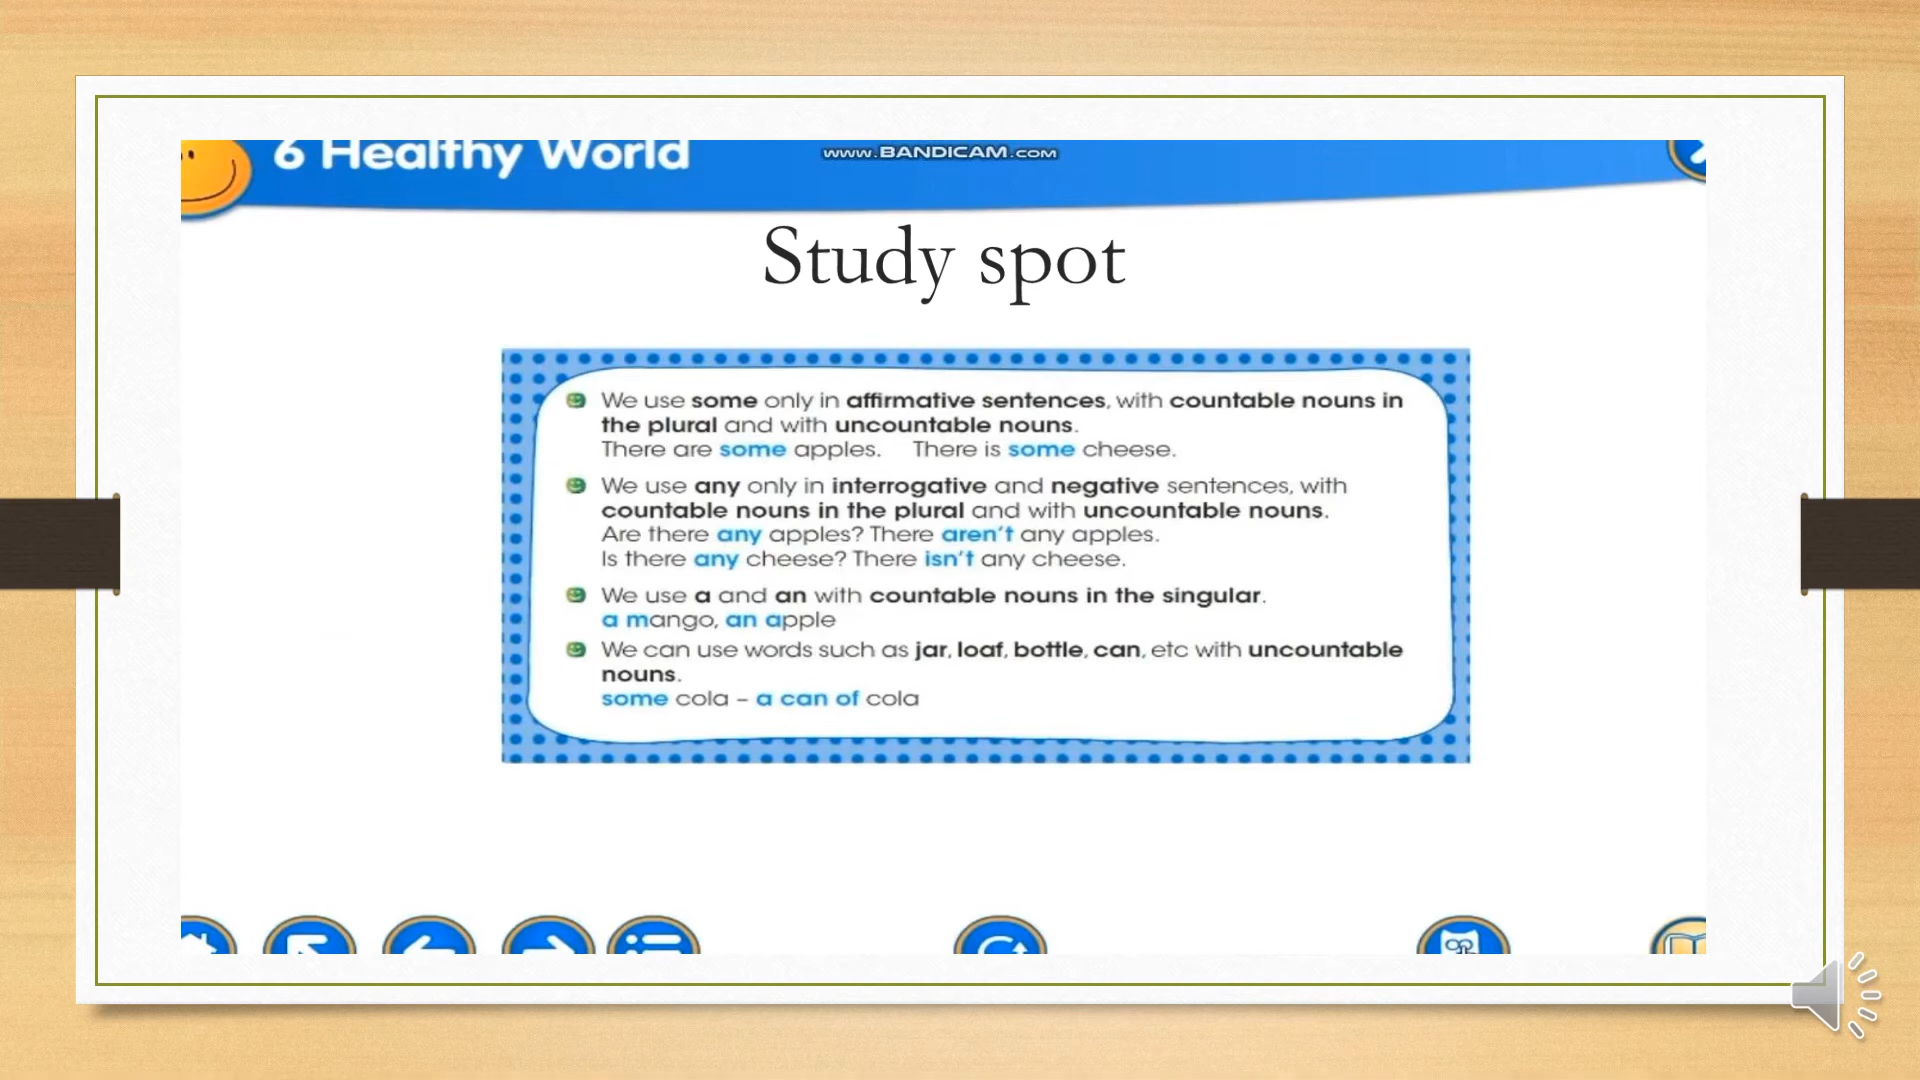 6 Healthy World
www.BANDICAM.com
Study spot
We use some only in affirmative sentences, with countable nouns in
the plural and with uncountable nouns.
There are some apples. There is some cheese.
We use any only in interrogative and negative sentences, with
countable nouns in the plural and with uncountable nouns.
Are there any apples? There aren't any apples.
Is there any cheese? There isn't any cheese.
We use a and an with countable nouns in the singular.
a mango, an apple
We can use words such as jar, loaf, bottle, can, etc with uncountable
nouns.
some cola – a can of cola